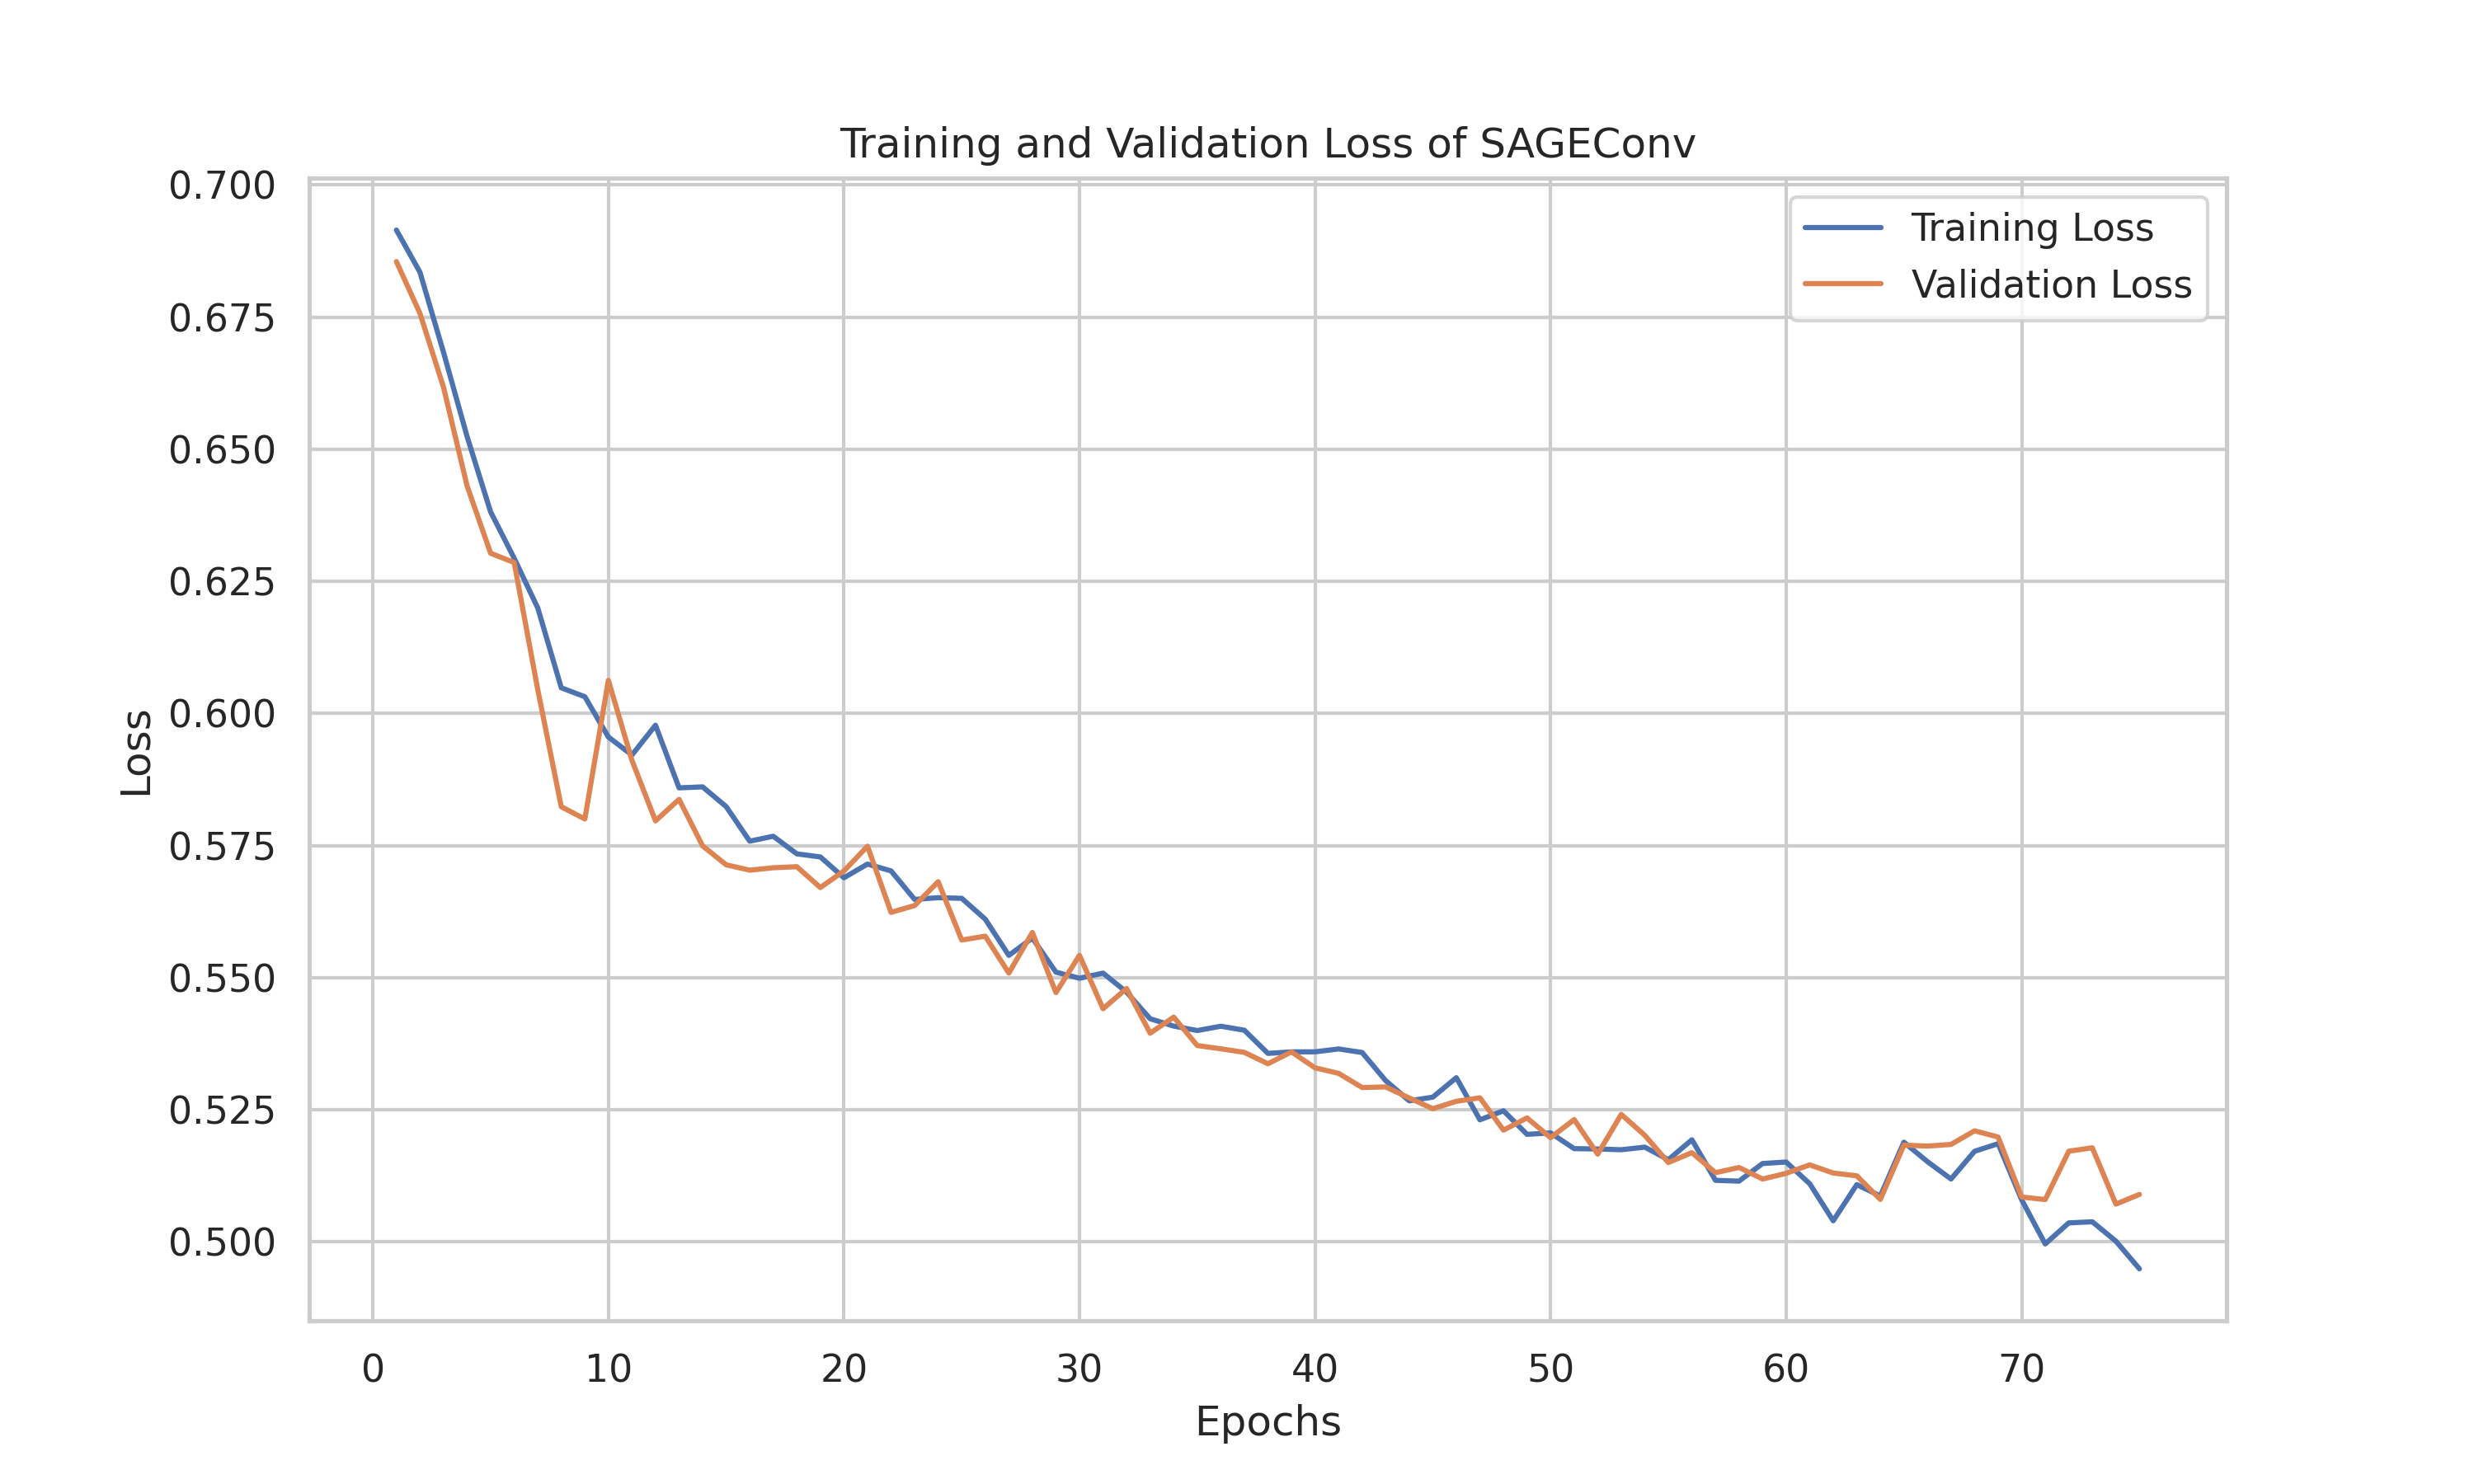 Training and Validation Loss of SAGEConv
Training Loss
Validation Loss
Loss
0.700
0.675
0.650
0.625
0.600
0.575
0.550
0.525
0.500
0 10 20 30 40 50 60 70
Epochs